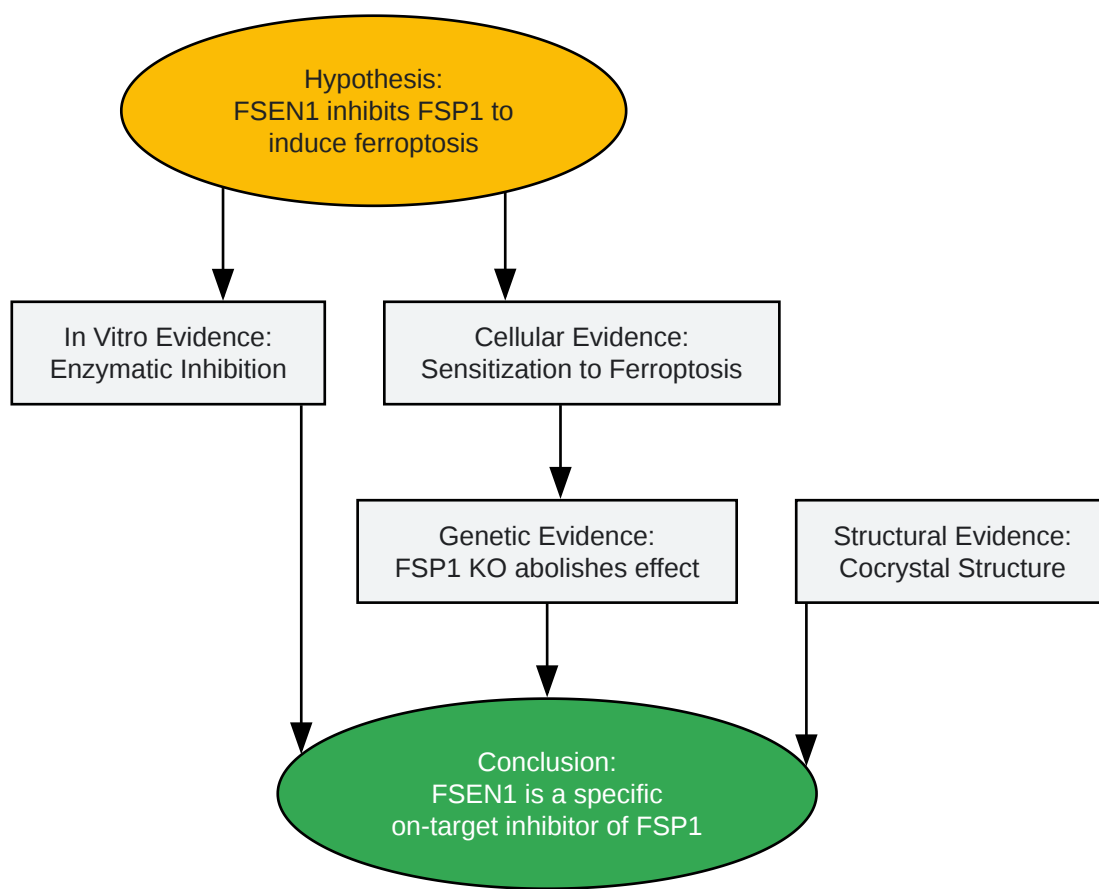 Hypothesis:
FSEN1 inhibits FSP1 to
induce ferroptosis
In Vitro Evidence:
Enzymatic Inhibition
Cellular Evidence:
Sensitization to Ferroptosis
Genetic Evidence:
FSP1 KO abolishes effect
Structural Evidence:
Cocrystal Structure
Conclusion:
FSEN1 is a specific
on-target inhibitor of FSP1